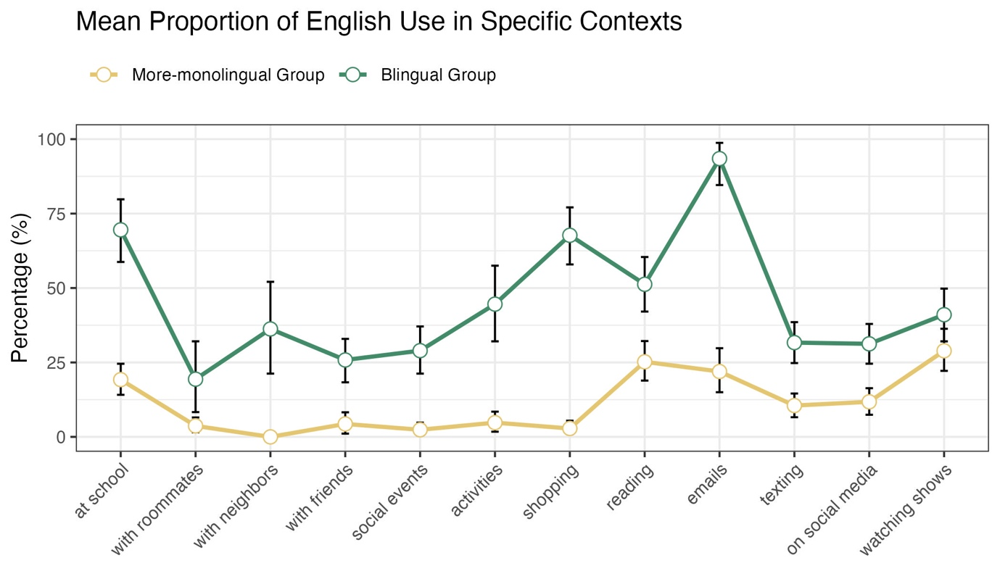 Mean Proportion of English Use in Specific Contexts
More-monolingual Group
Blingual Group
Percentage (%)
100
75
50
25
0
at school
with roommates
with neighbors
with friends
social events
activities
shopping
reading
emails
texting
on social media
watching shows